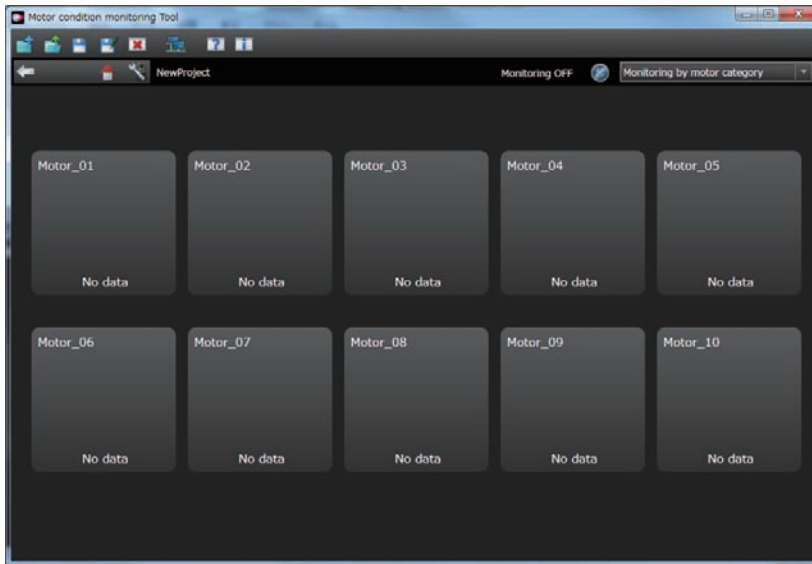 Motor condition monitoring Tool
NewProject Monitoring OFF Monitoring by motor category
Motor_01 Motor_02 Motor_03 Motor_04 Motor_05
No data No data No data No data No data
Motor_06 Motor_07 Motor_08 Motor_09 Motor_10
No data No data No data No data No data